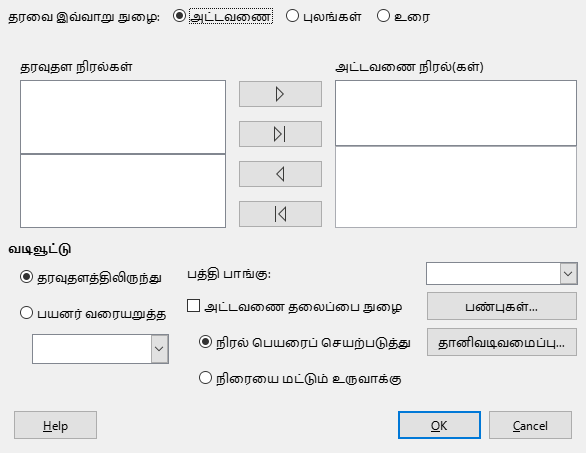 தரவை இவ்வாறு நுழை: அட்டவணை புலங்கள் உரை
தரவுதள நிரல்கள் அட்டவணை நிரல்(கள்)
வடிவூட்டு
தரவுதளத்திலிருந்து பத்தி பாங்கு:
பயனர் வரையறுத்த அட்டவணை தலைப்பை நுழை பண்புகள்...
நிரல் பெயரைப் செயற்படுத்து தானிவடிவமைப்பு...
நிரையை மட்டும் உருவாக்கு
Help OK Cancel